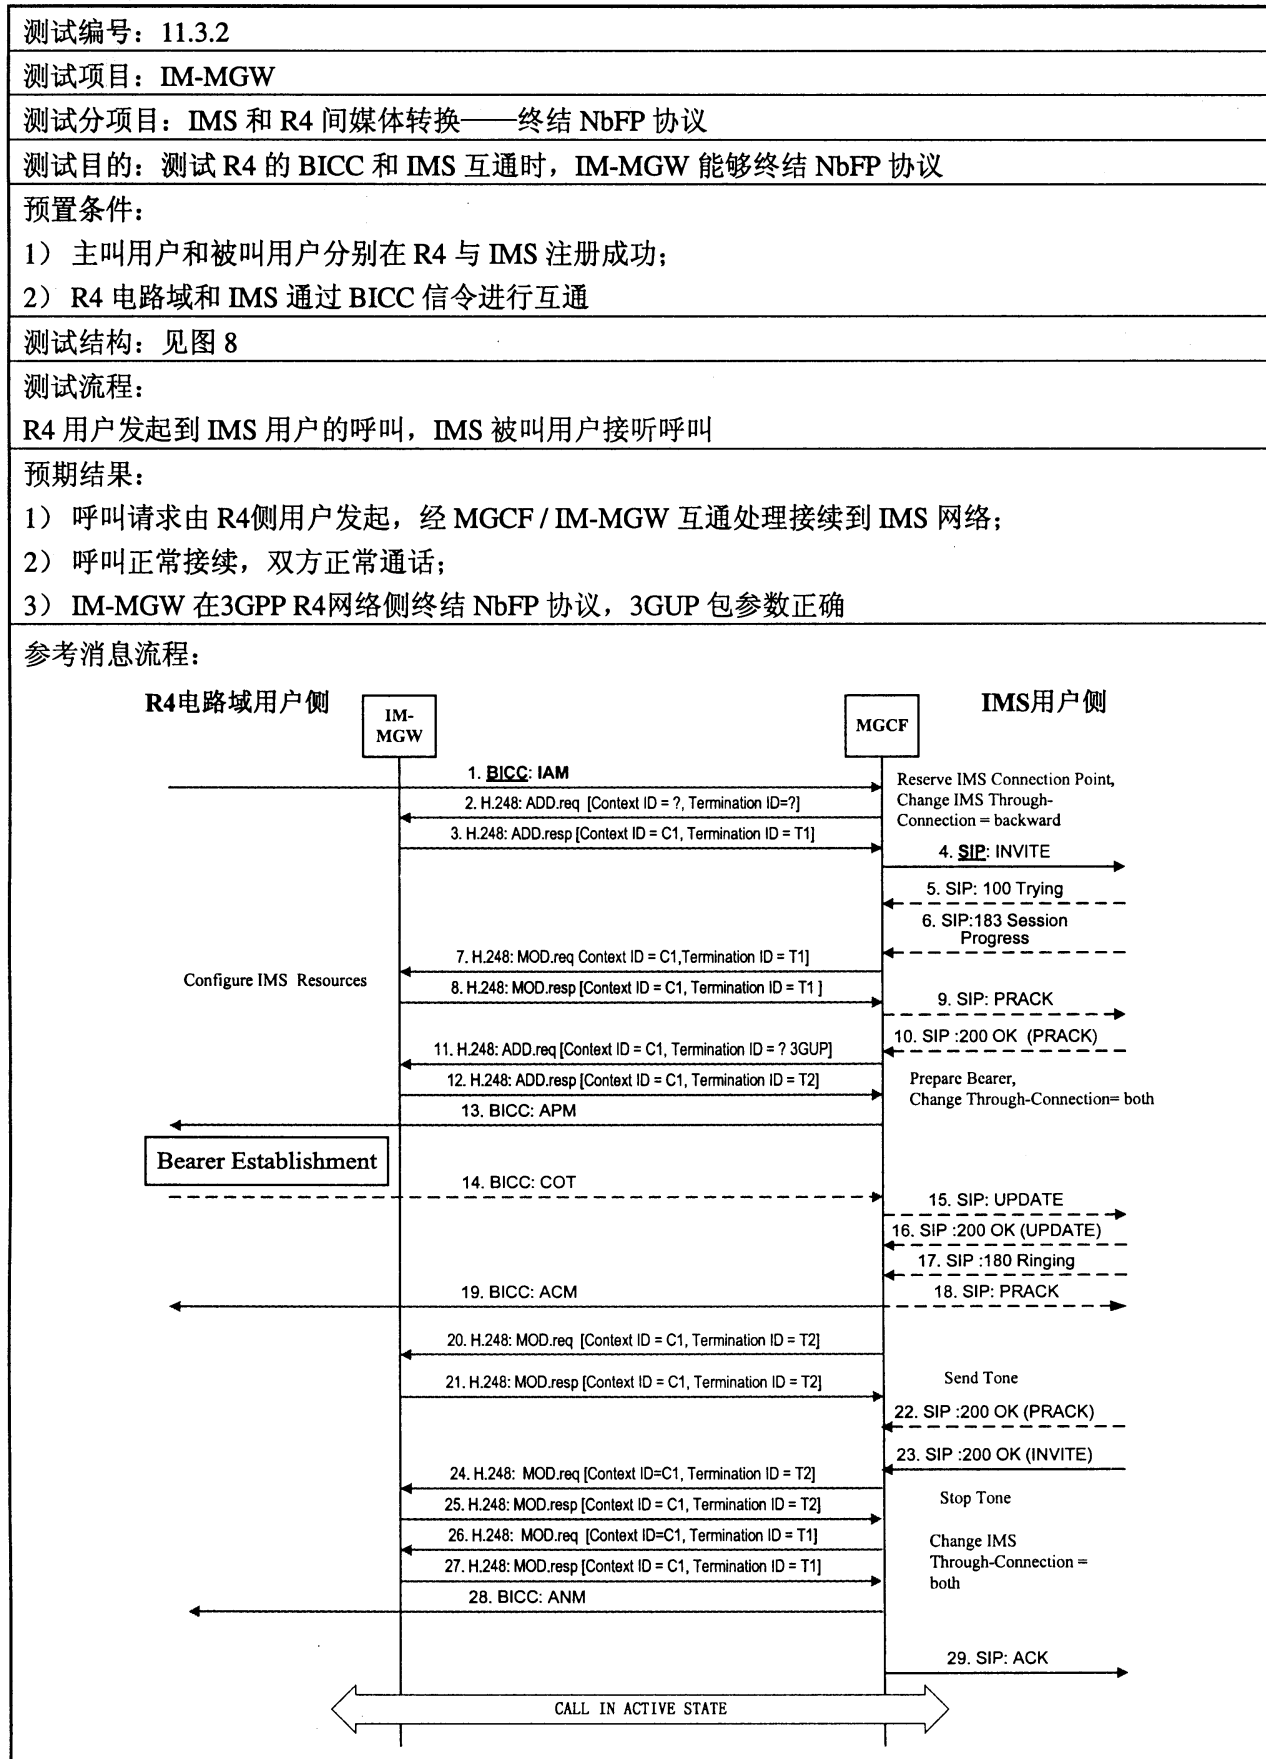 测试编号：11.3.2
测试项目：IM-MGW
测试分项目：IMS 和 R4 间媒体转换——终结 NbFP 协议
测试目的：测试 R4 的 BICC 和 IMS 互通时，IM-MGW 能够终结 NbFP 协议
预置条件：
1） 主叫用户和被叫用户分别在 R4 与 IMS 注册成功；
2） R4 电路域和 IMS 通过 BICC 信令进行互通
测试结构：见图 8
测试流程：
R4 用户发起到 IMS 用户的呼叫，IMS 被叫用户接听呼叫
预期结果：
1） 呼叫请求由 R4侧用户发起，经 MGCF / IM-MGW 互通处理接续到 IMS 网络；
2） 呼叫正常接续，双方正常通话；
3） IM-MGW 在3GPP R4网络侧终结 NbFP 协议，3GUP 包参数正确
参考消息流程：
R4电路域用户侧
IM-
MGW
MGCF
IMS用户侧
1. BICC: IAM
Reserve IMS Connection Point,
Change IMS Through-
Connection = backward
2. H.248: ADD.req [Context ID = ?, Termination ID=?]
3. H.248: ADD.resp [Context ID = C1, Termination ID = T1]
4. SIP: INVITE
5. SIP: 100 Trying
6. SIP:183 Session
Progress
7. H.248: MOD.req Context ID = C1,Termination ID = T1]
Configure IMS Resources
8. H.248: MOD.resp [Context ID = C1, Termination ID = T1 ]
9. SIP: PRACK
10. SIP :200 OK (PRACK)
11. H.248: ADD.req [Context ID = C1, Termination ID = ? 3GUP]
12. H.248: ADD.resp [Context ID = C1, Termination ID = T2]
Prepare Bearer,
Change Through-Connection= both
13. BICC: APM
Bearer Establishment
14. BICC: COT
15. SIP: UPDATE
16. SIP :200 OK (UPDATE)
17. SIP :180 Ringing
19. BICC: ACM
18. SIP: PRACK
20. H.248: MOD.req [Context ID = C1, Termination ID = T2]
21. H.248: MOD.resp [Context ID = C1, Termination ID = T2]
Send Tone
22. SIP :200 OK (PRACK)
23. SIP :200 OK (INVITE)
24. H.248: MOD.req [Context ID=C1, Termination ID = T2]
25. H.248: MOD.resp [Context ID = C1, Termination ID = T2]
Stop Tone
26. H.248: MOD.req [Context ID=C1, Termination ID = T1]
27. H.248: MOD.resp [Context ID = C1, Termination ID = T1]
Change IMS
Through-Connection =
both
28. BICC: ANM
29. SIP: ACK
CALL IN ACTIVE STATE